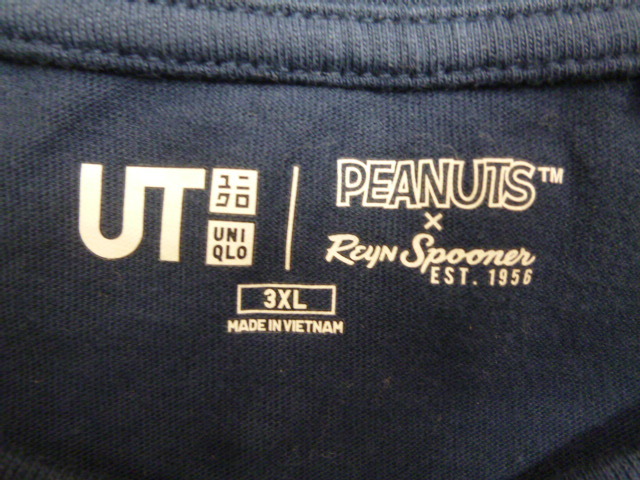 UT
ユニ
クロ
UNI
QLO
PEANUTS™
×
REYN Spooner
EST. 1956
3XL
MADE IN VIETNAM